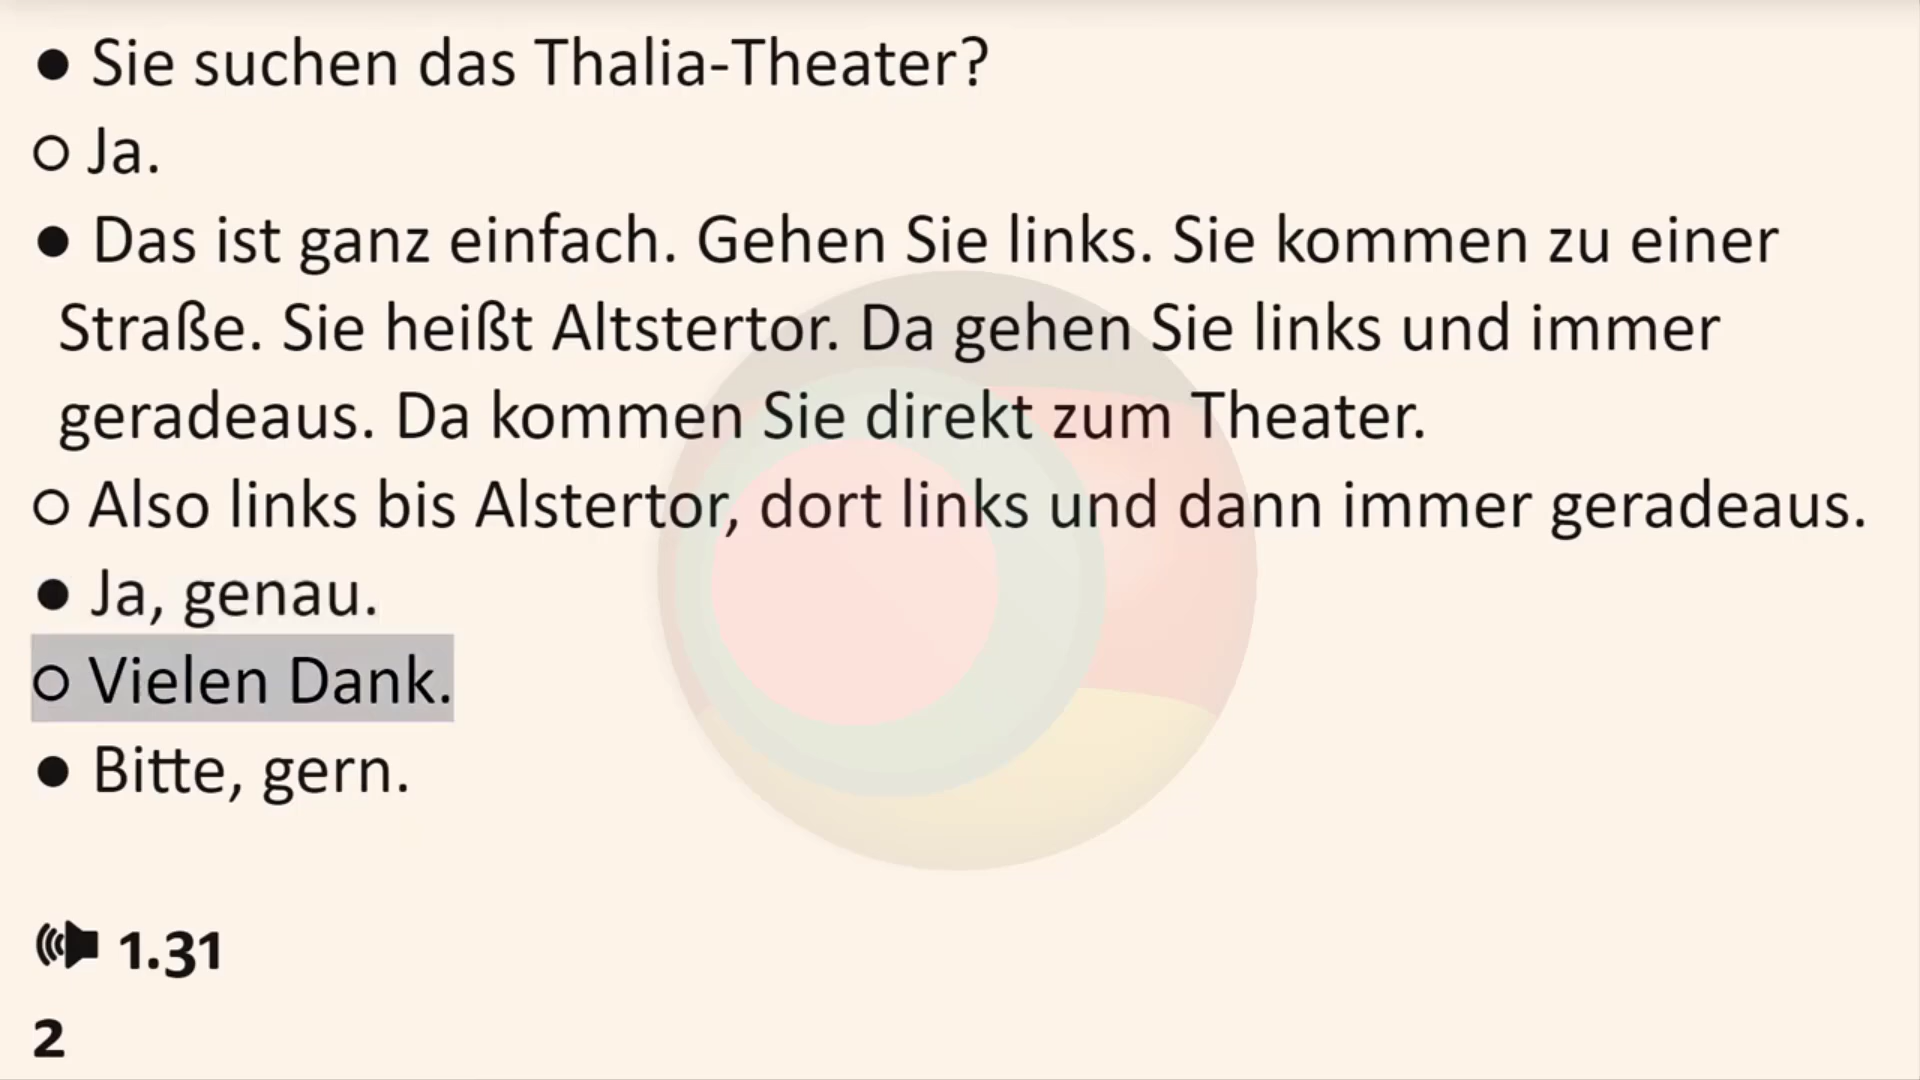 ● Sie suchen das Thalia-Theater?
○ Ja.
● Das ist ganz einfach. Gehen Sie links. Sie kommen zu einer
Straße. Sie heißt Altstertor. Da gehen Sie links und immer
geradeaus. Da kommen Sie direkt zum Theater.
○ Also links bis Alstertor, dort links und dann immer geradeaus.
● Ja, genau.
○ Vielen Dank.
● Bitte, gern.
1.31
2